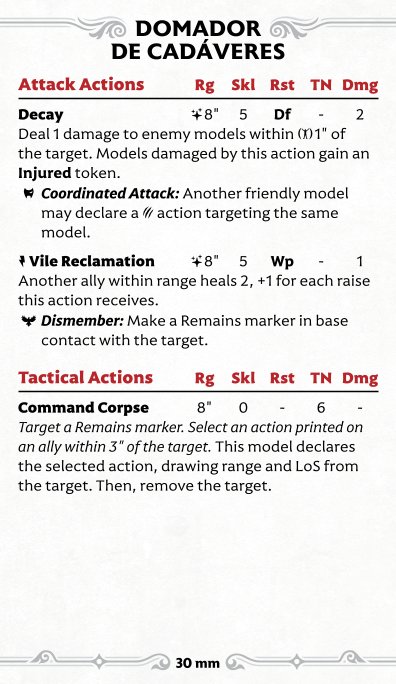 DOMADOR
DE CADÁVERES
Attack Actions Rg Skl Rst TN Dmg
Decay 8" 5 Df - 2
Deal 1 damage to enemy models within 1" of
the target. Models damaged by this action gain an
Injured token.
Coordinated Attack: Another friendly model
may declare a action targeting the same
model.
Vile Reclamation 8" 5 Wp - 1
Another ally within range heals 2, +1 for each raise
this action receives.
Dismember: Make a Remains marker in base
contact with the target.
Tactical Actions Rg Skl Rst TN Dmg
Command Corpse 8" 0 - 6 -
Target a Remains marker. Select an action printed on
an ally within 3" of the target. This model declares
the selected action, drawing range and LoS from
the target. Then, remove the target.
30 mm